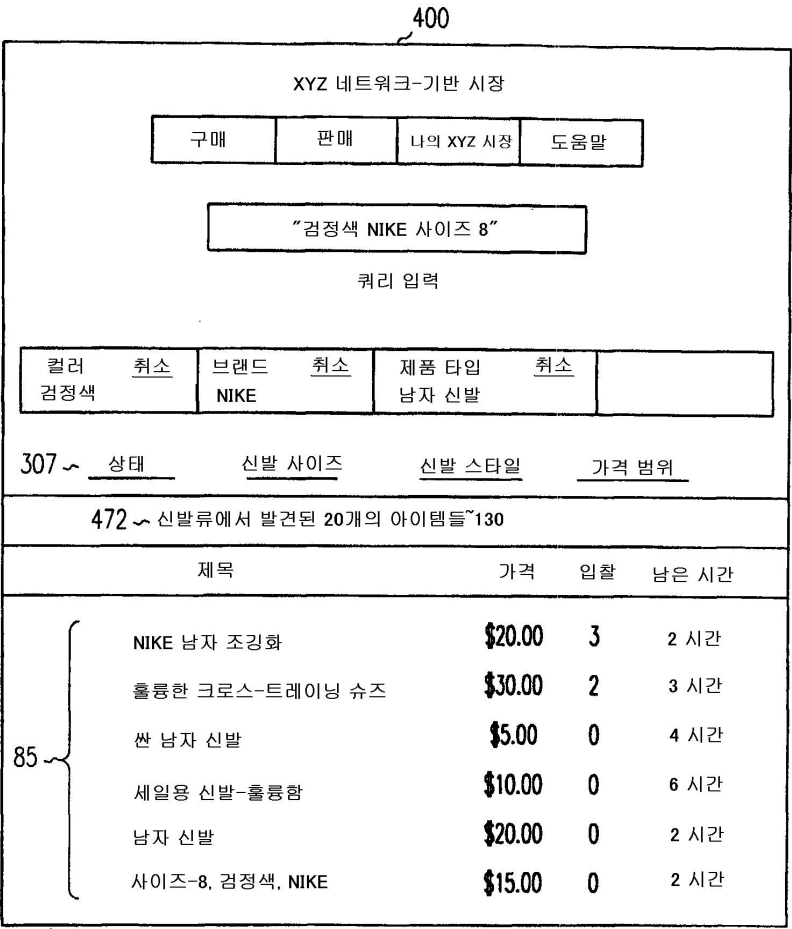 400
XYZ 네트워크-기반 시장
구매 판매 나의 XYZ 시장 도움말
"검정색 NIKE 사이즈 8"
쿼리 입력
컬러 취소 브랜드 취소 제품 타입 취소
검정색 NIKE 남자 신발
307 상태 신발 사이즈 신발 스타일 가격 범위
472 신발류에서 발견된 20개의 아이템들~130
제목 가격 입찰 남은 시간
NIKE 남자 조깅화 $20.00 3 2 시간
훌륭한 크로스-트레이닝 슈즈 $30.00 2 3 시간
85 싼 남자 신발 $5.00 0 4 시간
세일용 신발-훌륭함 $10.00 0 6 시간
남자 신발 $20.00 0 2 시간
사이즈-8, 검정색, NIKE $15.00 0 2 시간